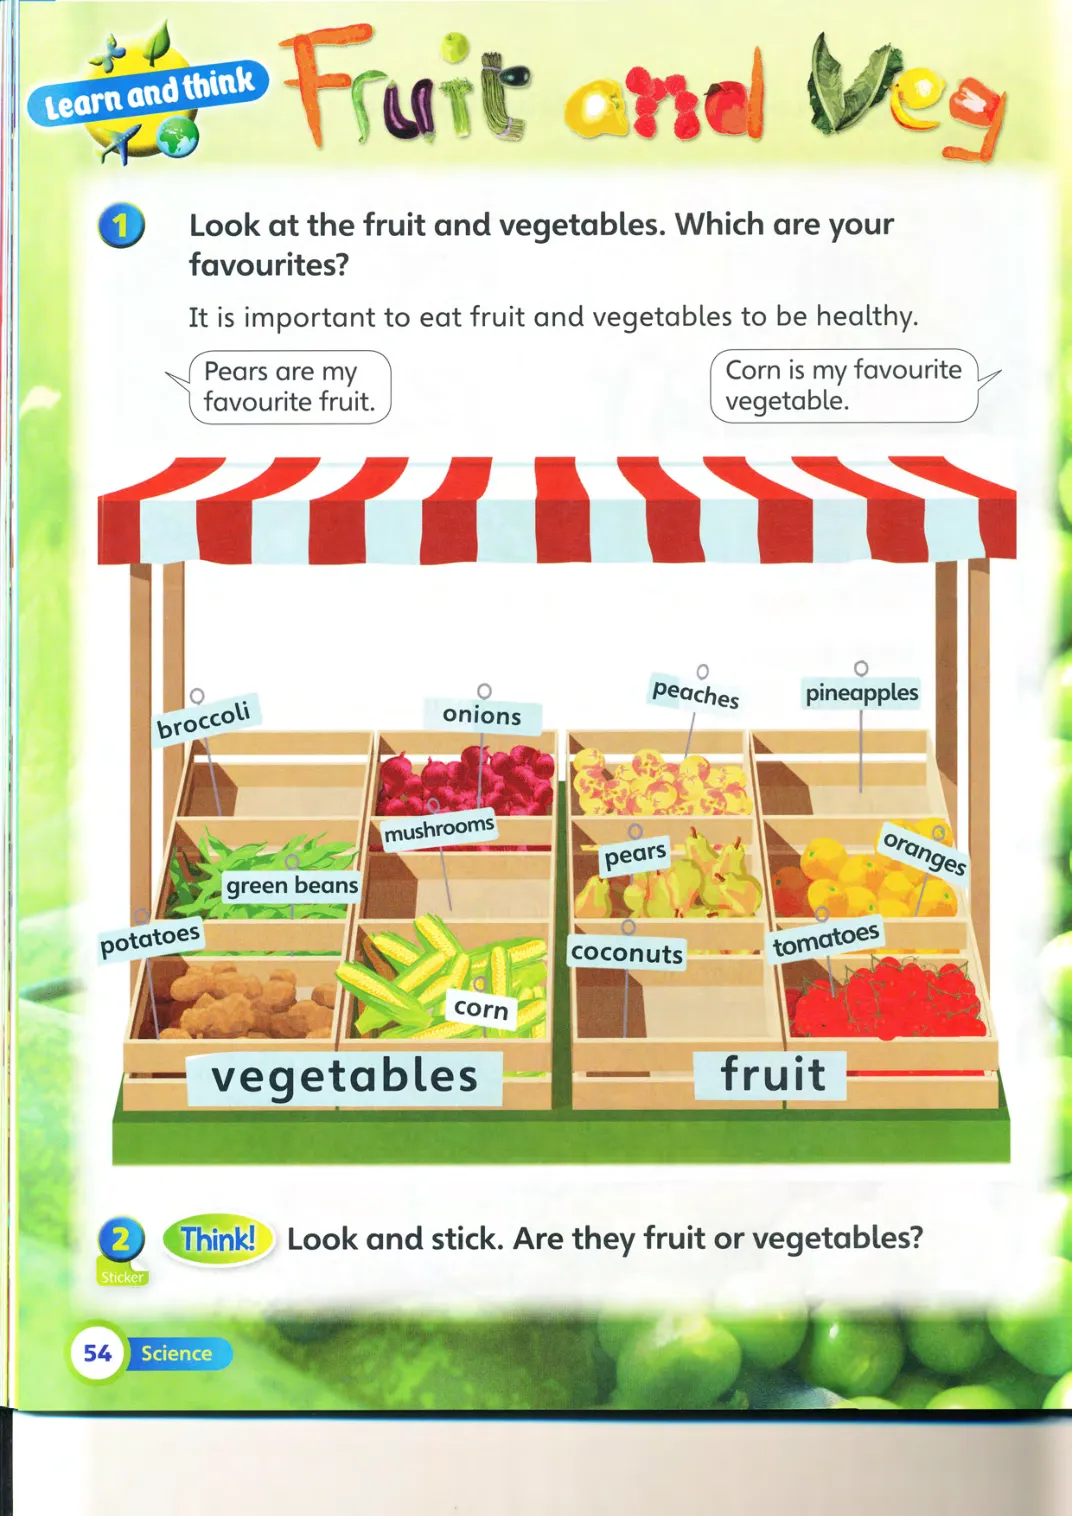 Learn and think
Fruit and Veg
1
Look at the fruit and vegetables. Which are your
favourites?
It is important to eat fruit and vegetables to be healthy.
Pears are my
favourite fruit.
Corn is my favourite
vegetable.
broccoli
onions
peaches
pineapples
mushrooms
green beans
pears
oranges
potatoes
corn
coconuts
tomatoes
vegetables
fruit
2
Sticker
Think!
Look and stick. Are they fruit or vegetables?
54
Science